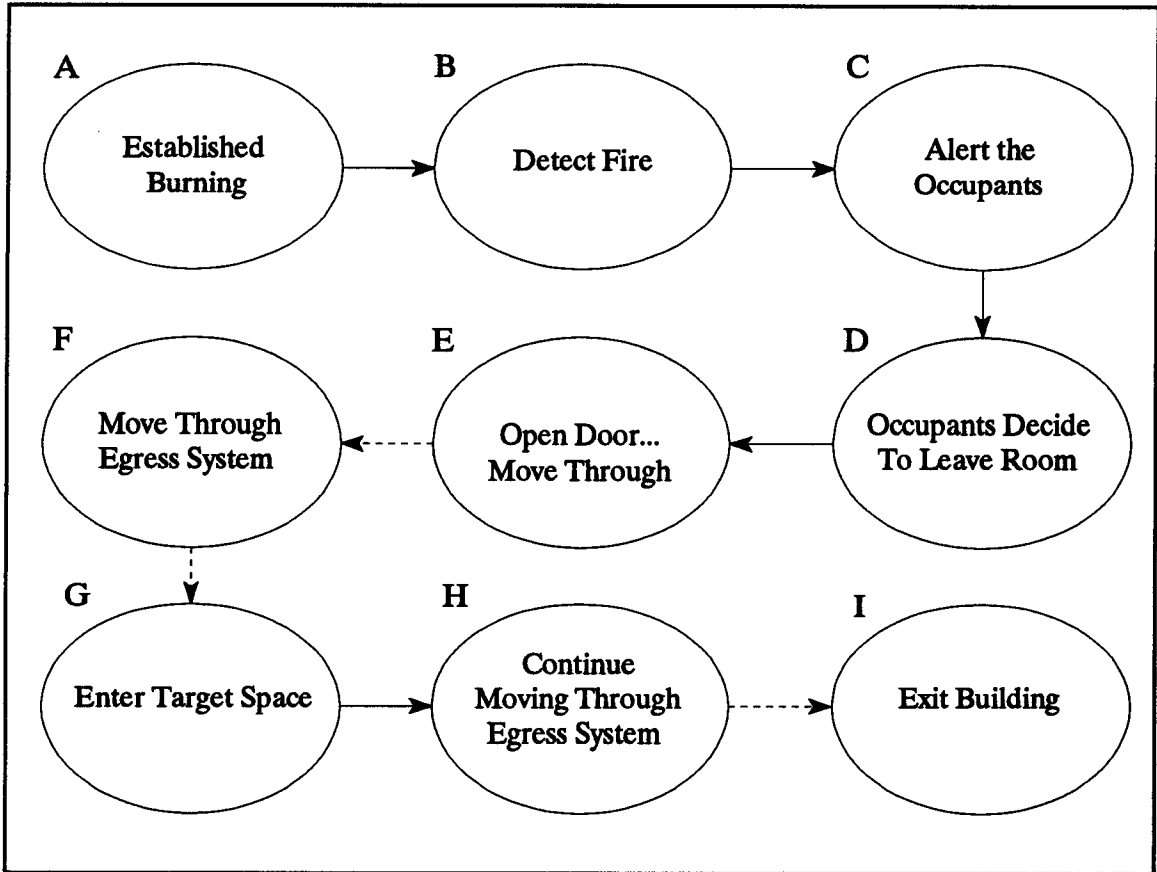 A
Established
Burning
B
Detect Fire
C
Alert the
Occupants
D
Occupants Decide
To Leave Room
E
Open Door...
Move Through
F
Move Through
Egress System
G
Enter Target Space
H
Continue
Moving Through
Egress System
I
Exit Building